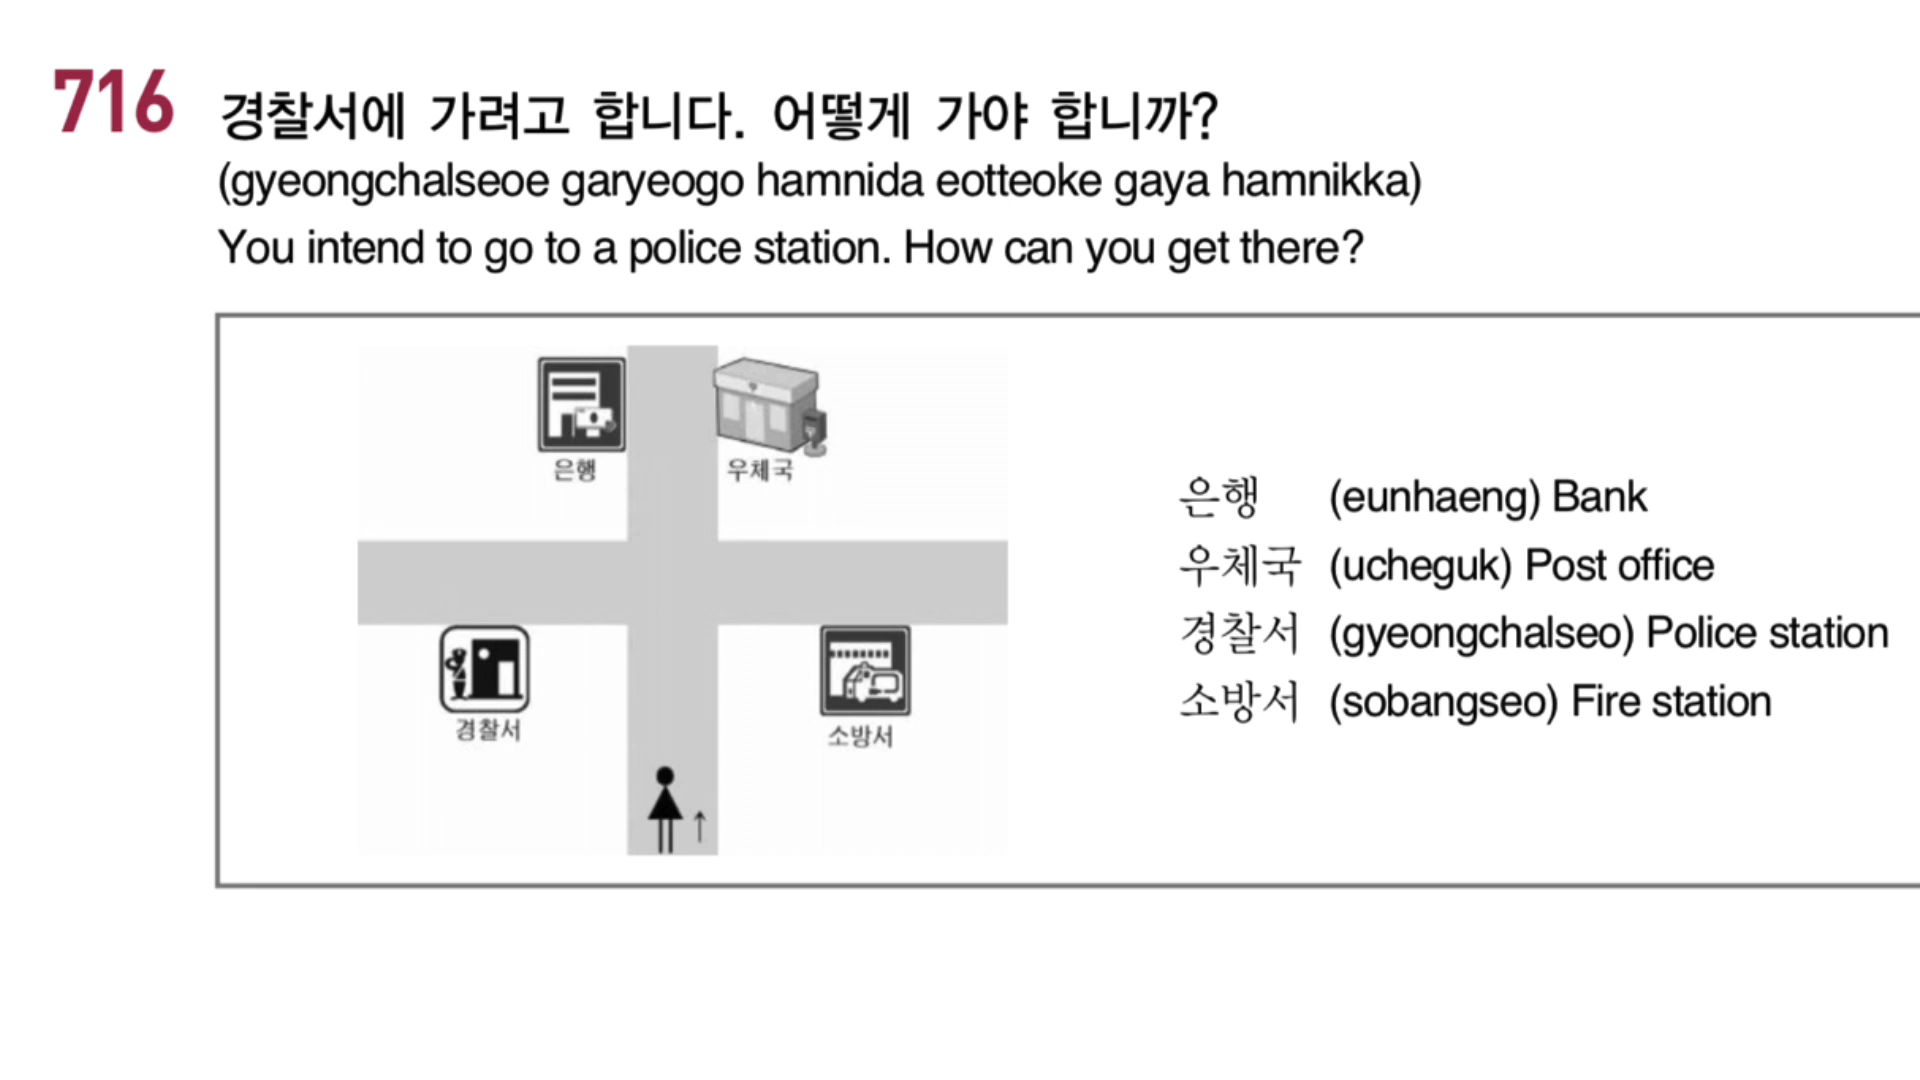 716 경찰서에 가려고 합니다. 어떻게 가야 합니까?
(gyeongchalseoe garyeogo hamnida eotteoke gaya hamnikka)
You intend to go to a police station. How can you get there?
은행
우체국
경찰서
소방서
↑
은행 (eunhaeng) Bank
우체국 (ucheguk) Post office
경찰서 (gyeongchalseo) Police station
소방서 (sobangseo) Fire station